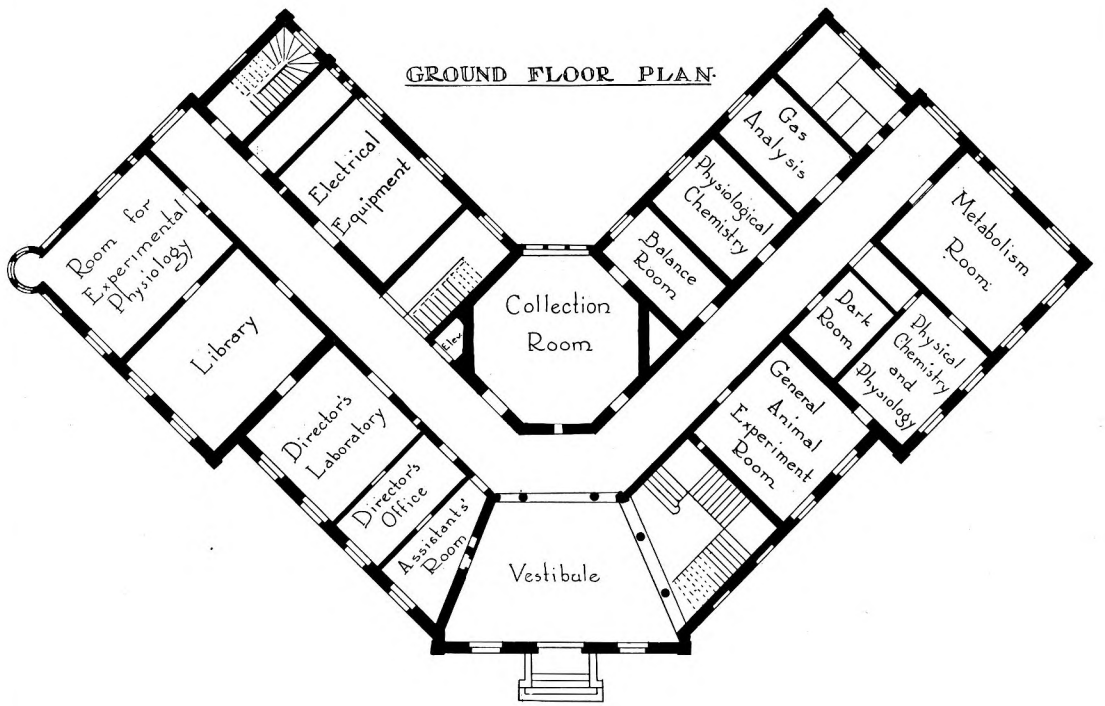 GROUND FLOOR PLAN
Electrical
Equipment
Gas
Analysis
Physiological
Chemistry
Balance
Room
Room for
Experimental
Physiology
Library
Elev.
Collection
Room
Metabolism
Room
Dark
Room
Physical
Chemistry
and
Physiology
General
Animal
Experiment
Room
Director's
Laboratory
Director's
Office
Assistants'
Room
Vestibule